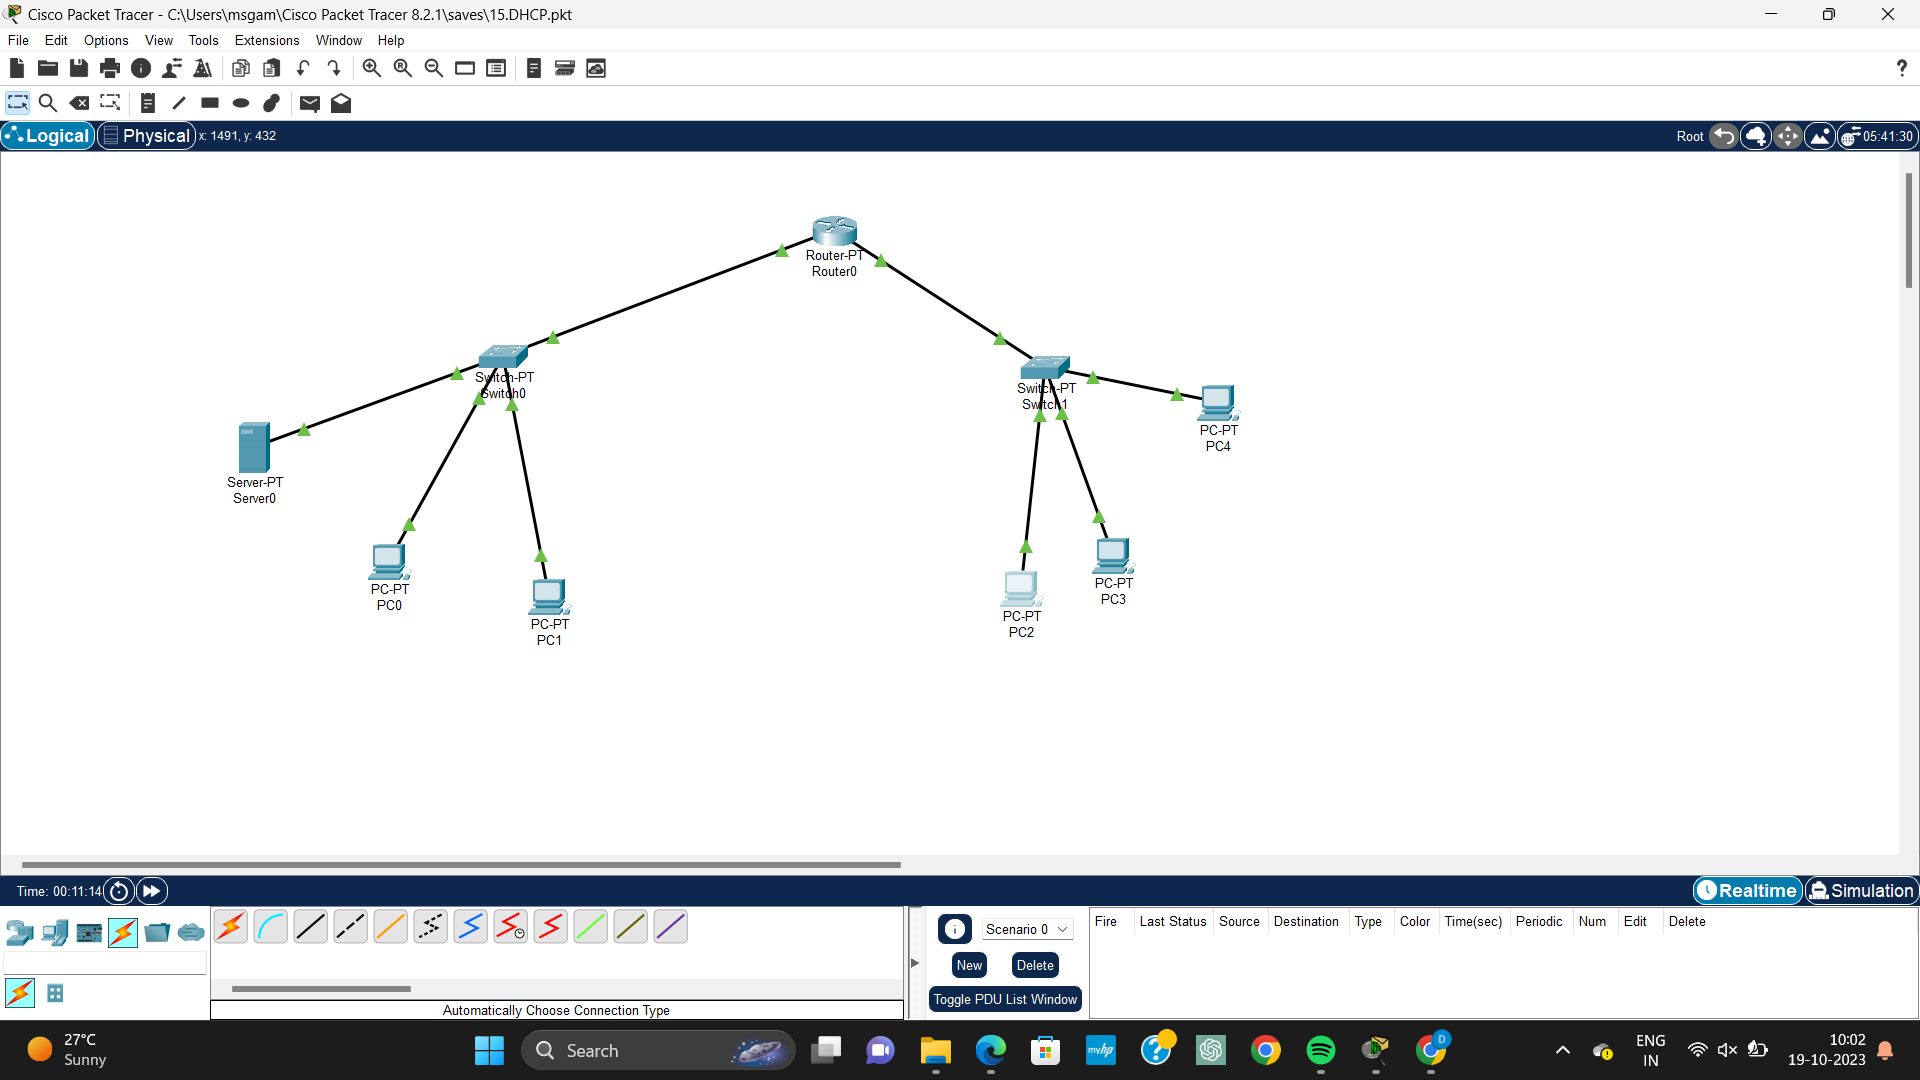 Cisco Packet Tracer - C:\Users\msgam\Cisco Packet Tracer 8.2.1\saves\15.DHCP.pkt
File Edit Options View Tools Extensions Window Help
?
Logical Physical x: 1491, y: 432 Root 05:41:30
Router-PT
Router0
Switch-PT
Switch0
Switch-PT
Switch1
PC-PT
PC4
Server-PT
Server0
PC-PT
PC0
PC-PT
PC1
PC-PT
PC3
PC-PT
PC2
Time: 00:11:14 Realtime Simulation
Scenario 0
New Delete
Toggle PDU List Window
Fire Last Status Source Destination Type Color Time(sec) Periodic Num Edit Delete
Automatically Choose Connection Type
27°C
Sunny
Search
myhp
D
ENG
IN
10:02
19-10-2023